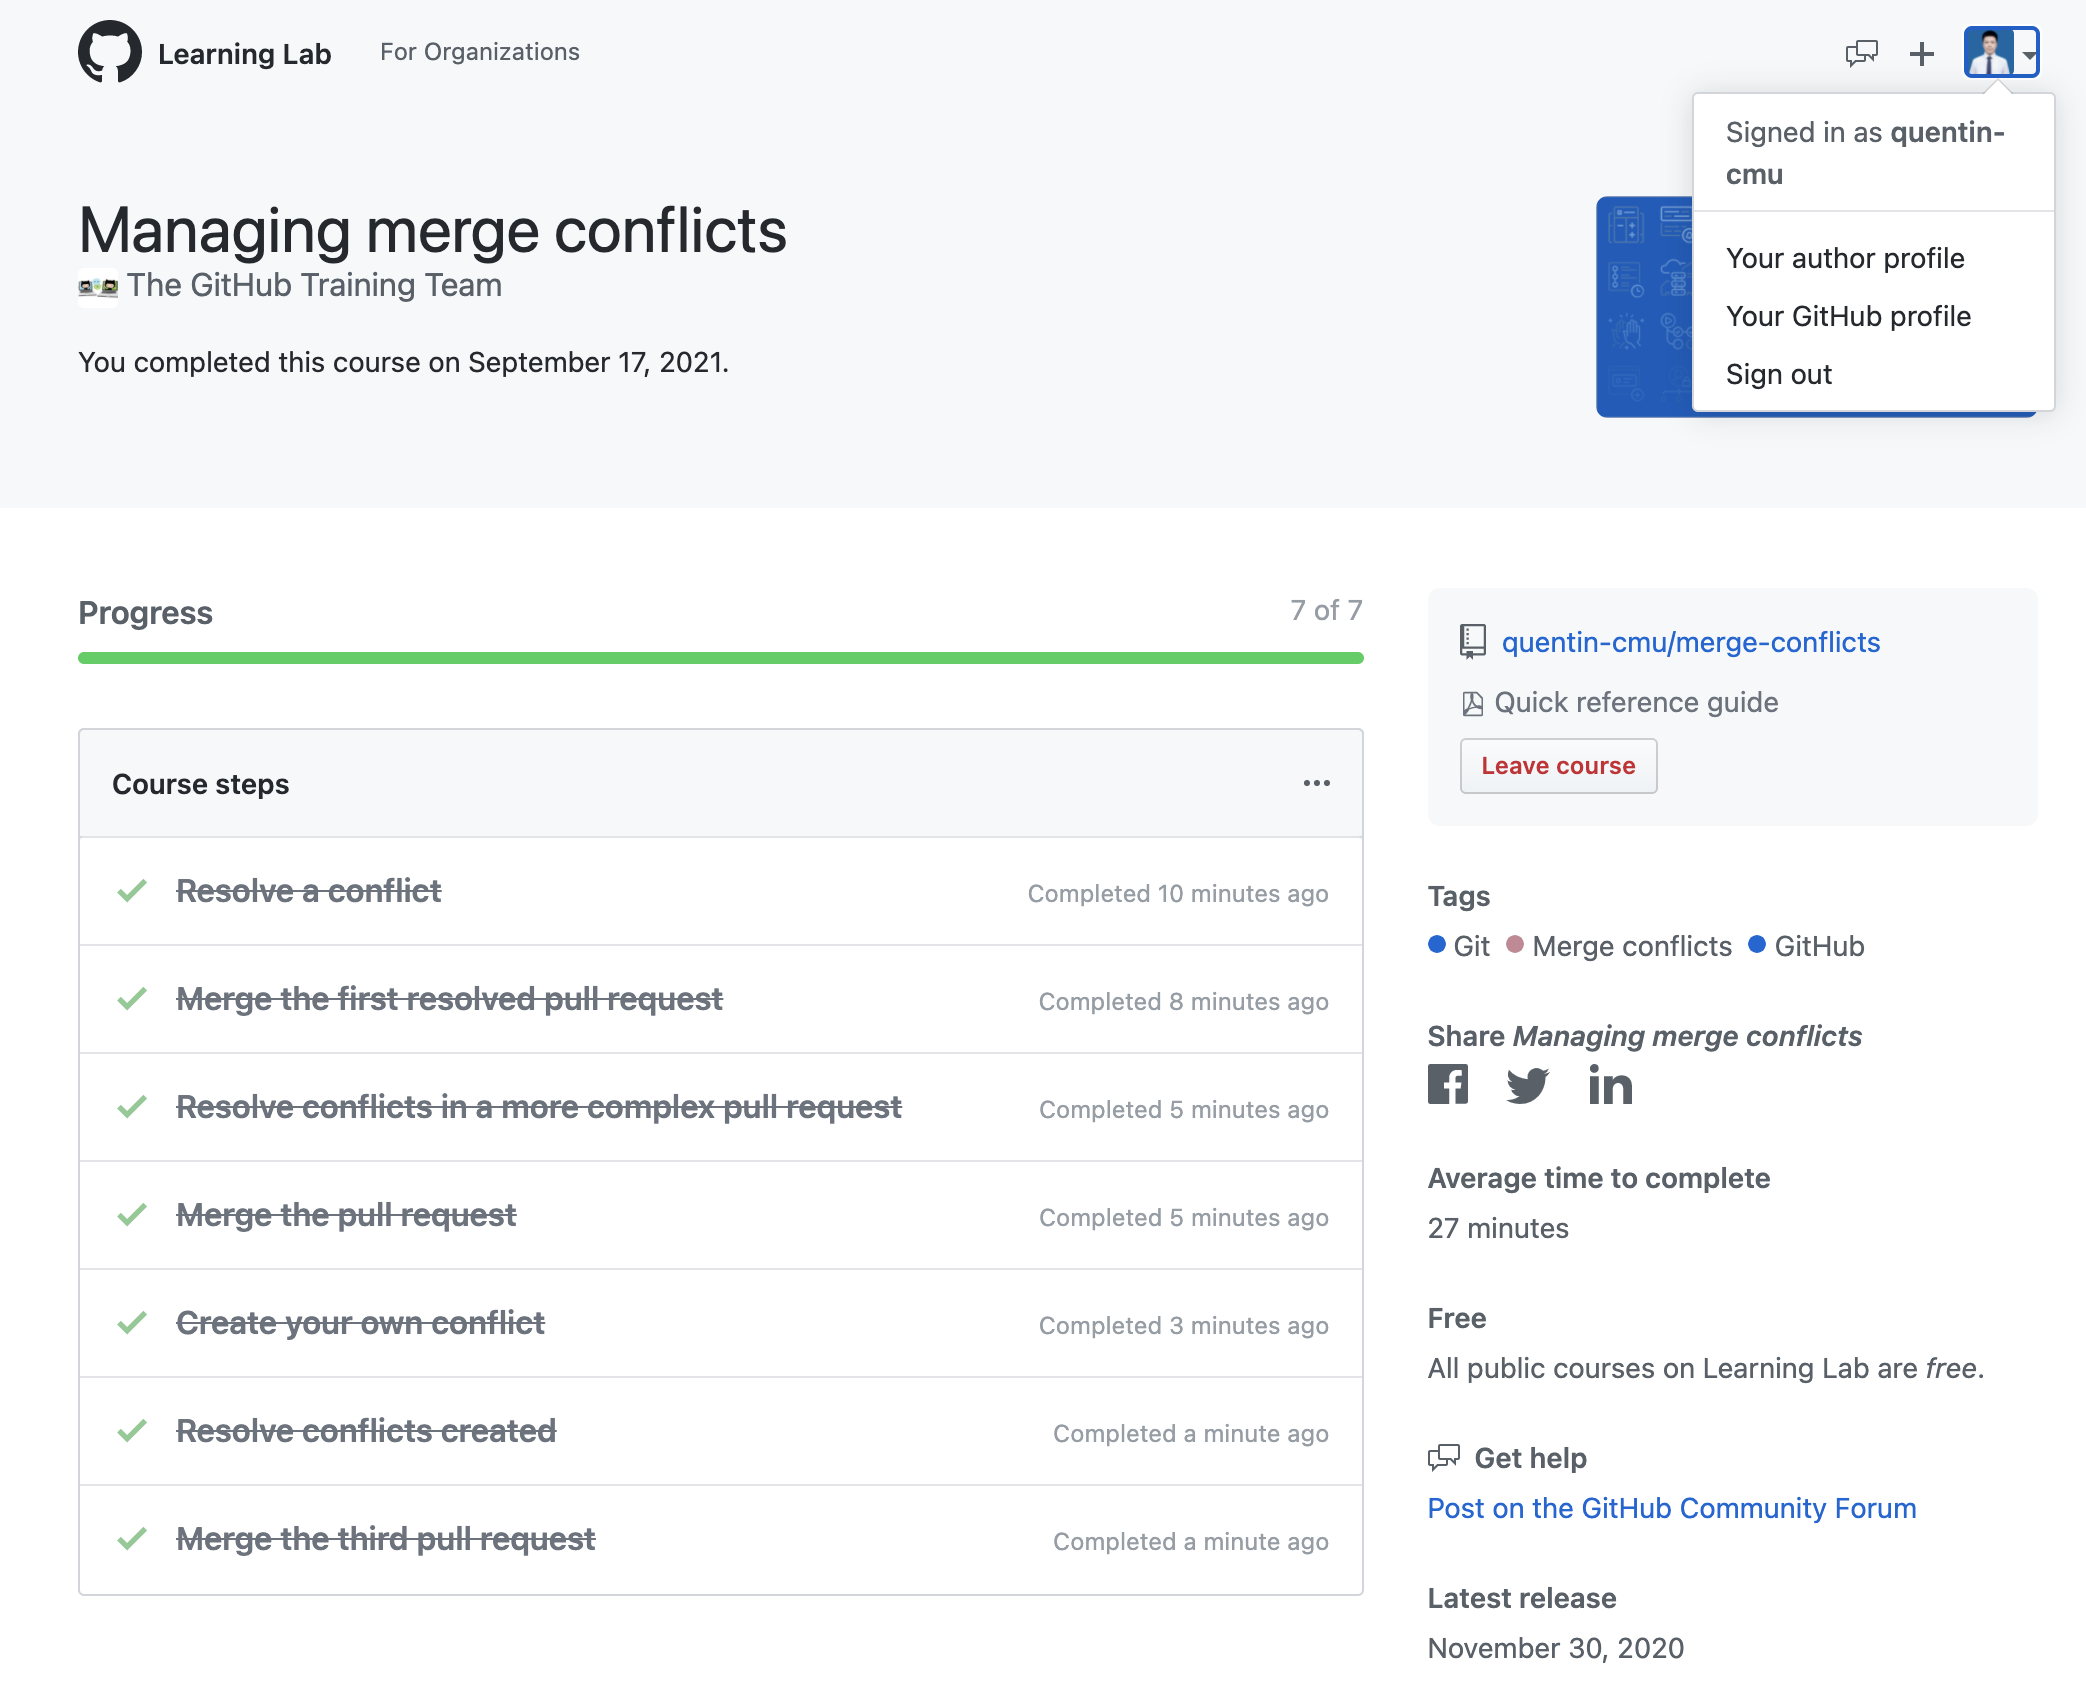 Learning Lab
For Organizations
Signed in as quentin-
cmu
Your author profile
Your GitHub profile
Sign out
Managing merge conflicts
The GitHub Training Team
You completed this course on September 17, 2021.
Progress
7 of 7
Course steps
Resolve a conflict
Completed 10 minutes ago
Merge the first resolved pull request
Completed 8 minutes ago
Resolve conflicts in a more complex pull request
Completed 5 minutes ago
Merge the pull request
Completed 5 minutes ago
Create your own conflict
Completed 3 minutes ago
Resolve conflicts created
Completed a minute ago
Merge the third pull request
Completed a minute ago
quentin-cmu/merge-conflicts
Quick reference guide
Leave course
Tags
Git Merge conflicts GitHub
Share Managing merge conflicts
Average time to complete
27 minutes
Free
All public courses on Learning Lab are free.
Get help
Post on the GitHub Community Forum
Latest release
November 30, 2020